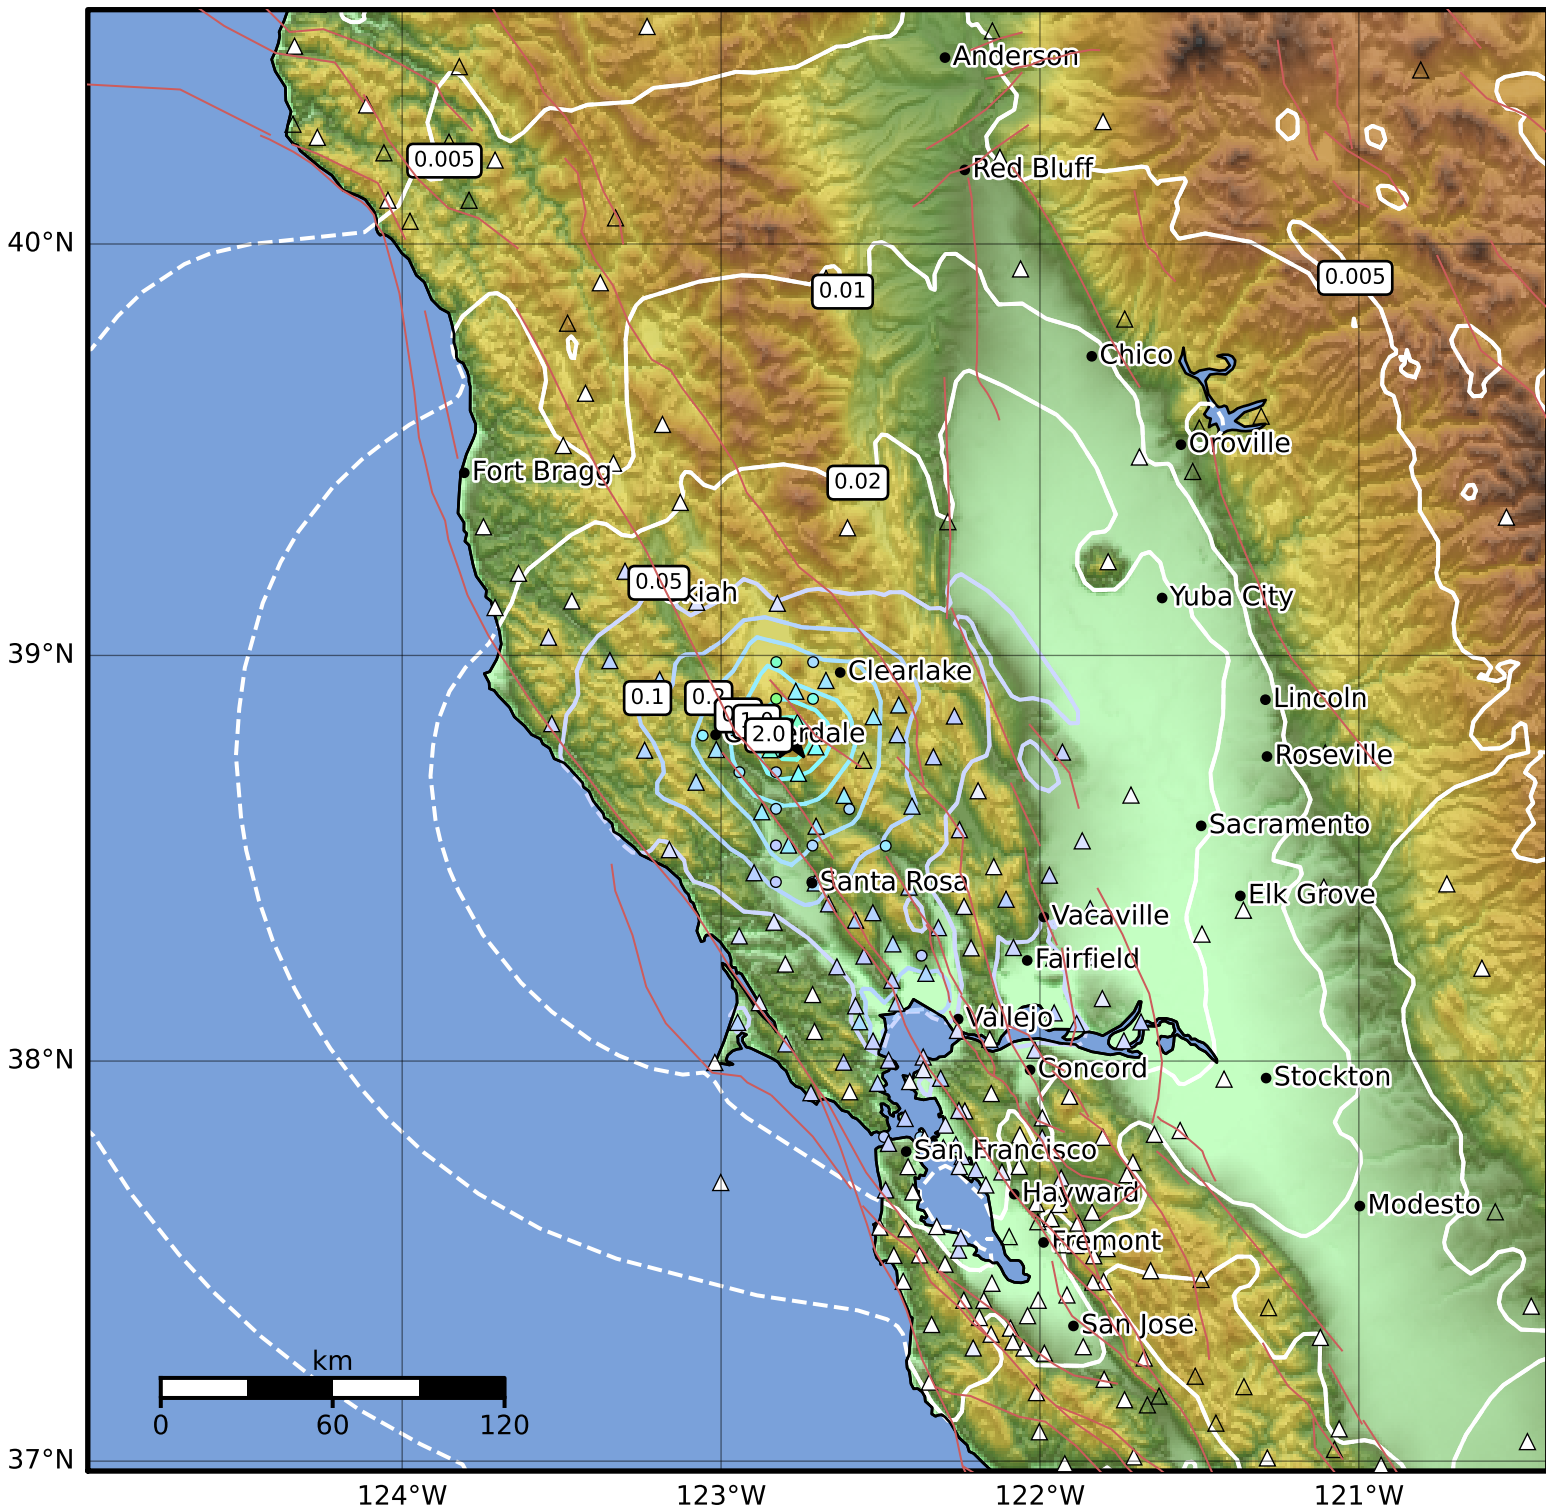 Anderson
0.005
Red Bluff
40°N
0.01
0.005
Chico
Oroville
Fort Bragg
0.02
0.05
kiah
Yuba City
39°N
Clearlake
0.1
Lincoln
2.0
erdale
Roseville
Sacramento
Santa Rosa
Elk Grove
Vacaville
Fairfield
Vallejo
38°N
Concord
Stockton
San Francisco
Hayward
Modesto
Fremont
San Jose
km
0 60 120
37°N
124°W 123°W 122°W 121°W